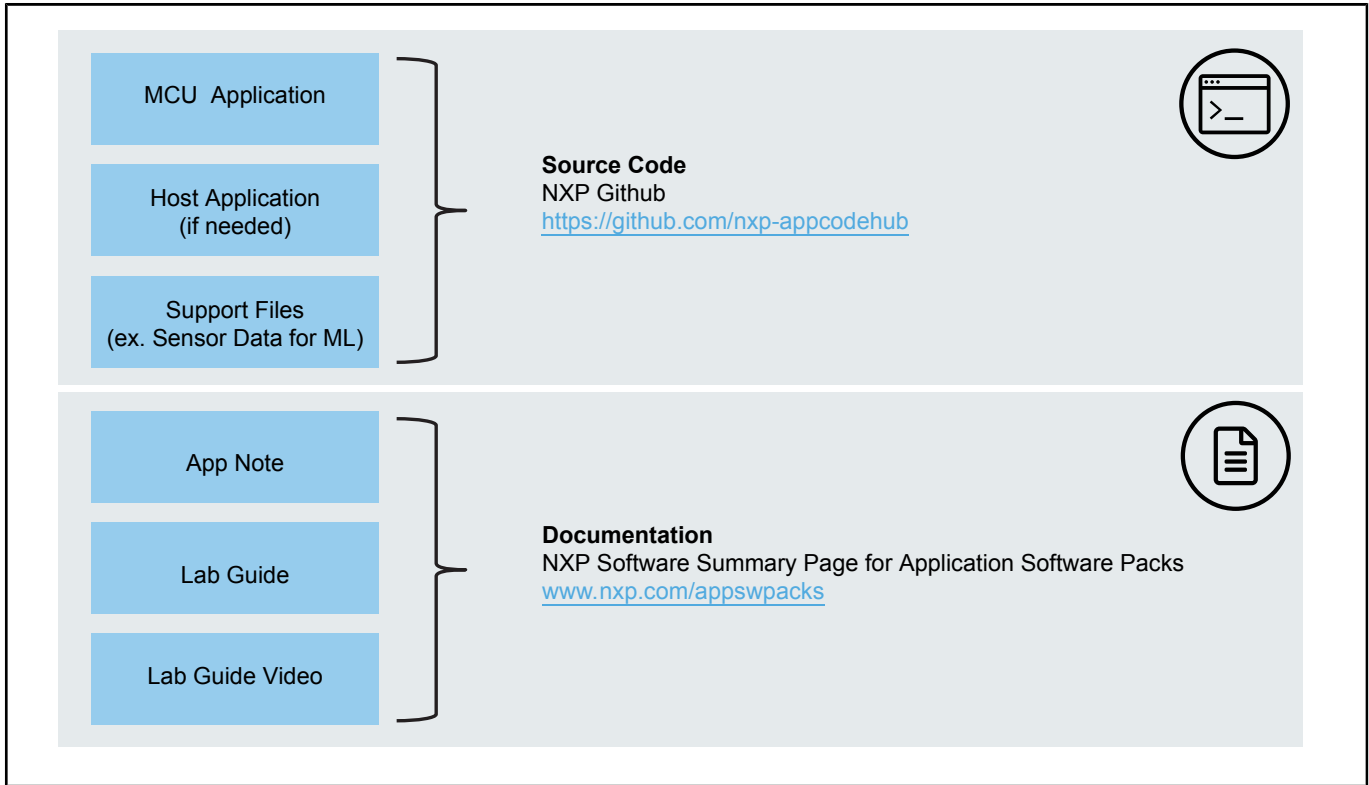 MCU Application
Host Application
(if needed)
Support Files
(ex. Sensor Data for ML)
Source Code
NXP Github
https://github.com/nxp-appcodehub
>_
App Note
Lab Guide
Lab Guide Video
Documentation
NXP Software Summary Page for Application Software Packs
www.nxp.com/appswpacks